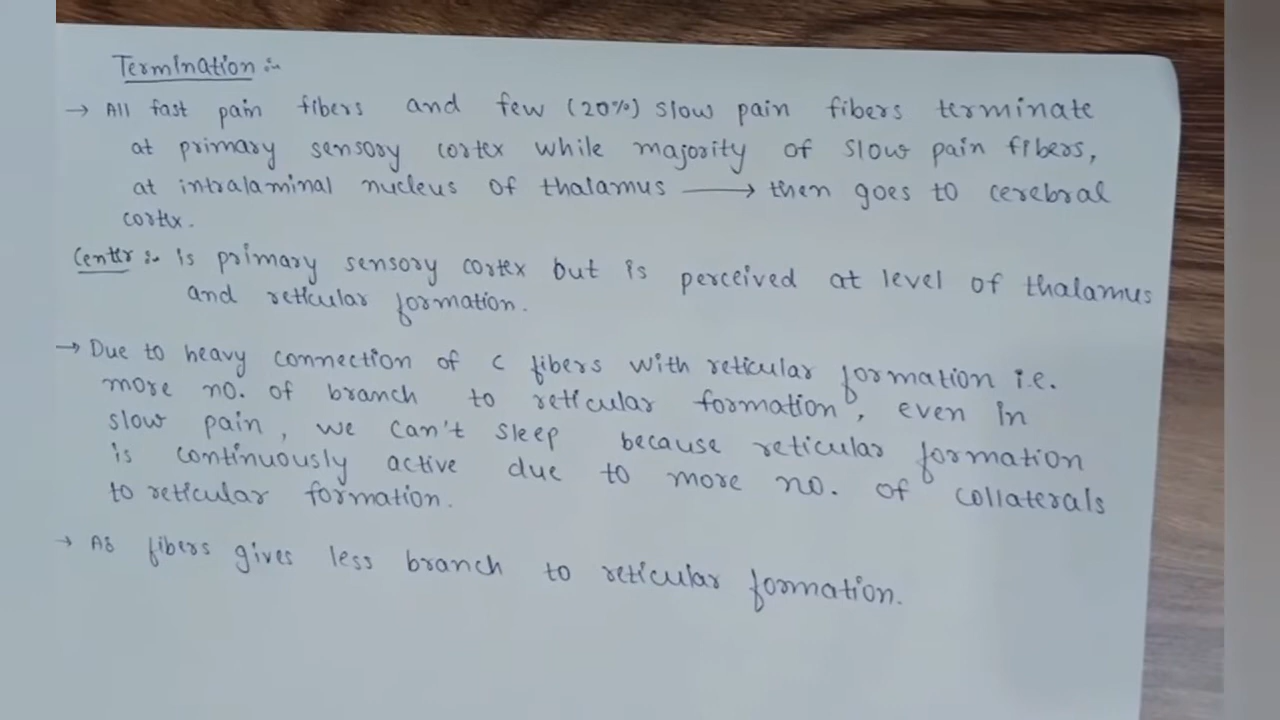 Termination :-
→ All fast pain fibers and few (20%) slow pain fibers terminate
at primary sensory cortex while majority of slow pain fibers,
at intralaminal nucleus of thalamus → then goes to cerebral
cortex.
Center :- is primary sensory cortex but is perceived at level of thalamus
and reticular formation.
→ Due to heavy connection of c fibers with reticular formation i.e.
more no. of branch to reticular formation, even in
slow pain, we can't sleep because reticular formation
is continuously active due to more no. of collaterals
to reticular formation.
→ Aδ fibers gives less branch to reticular formation.